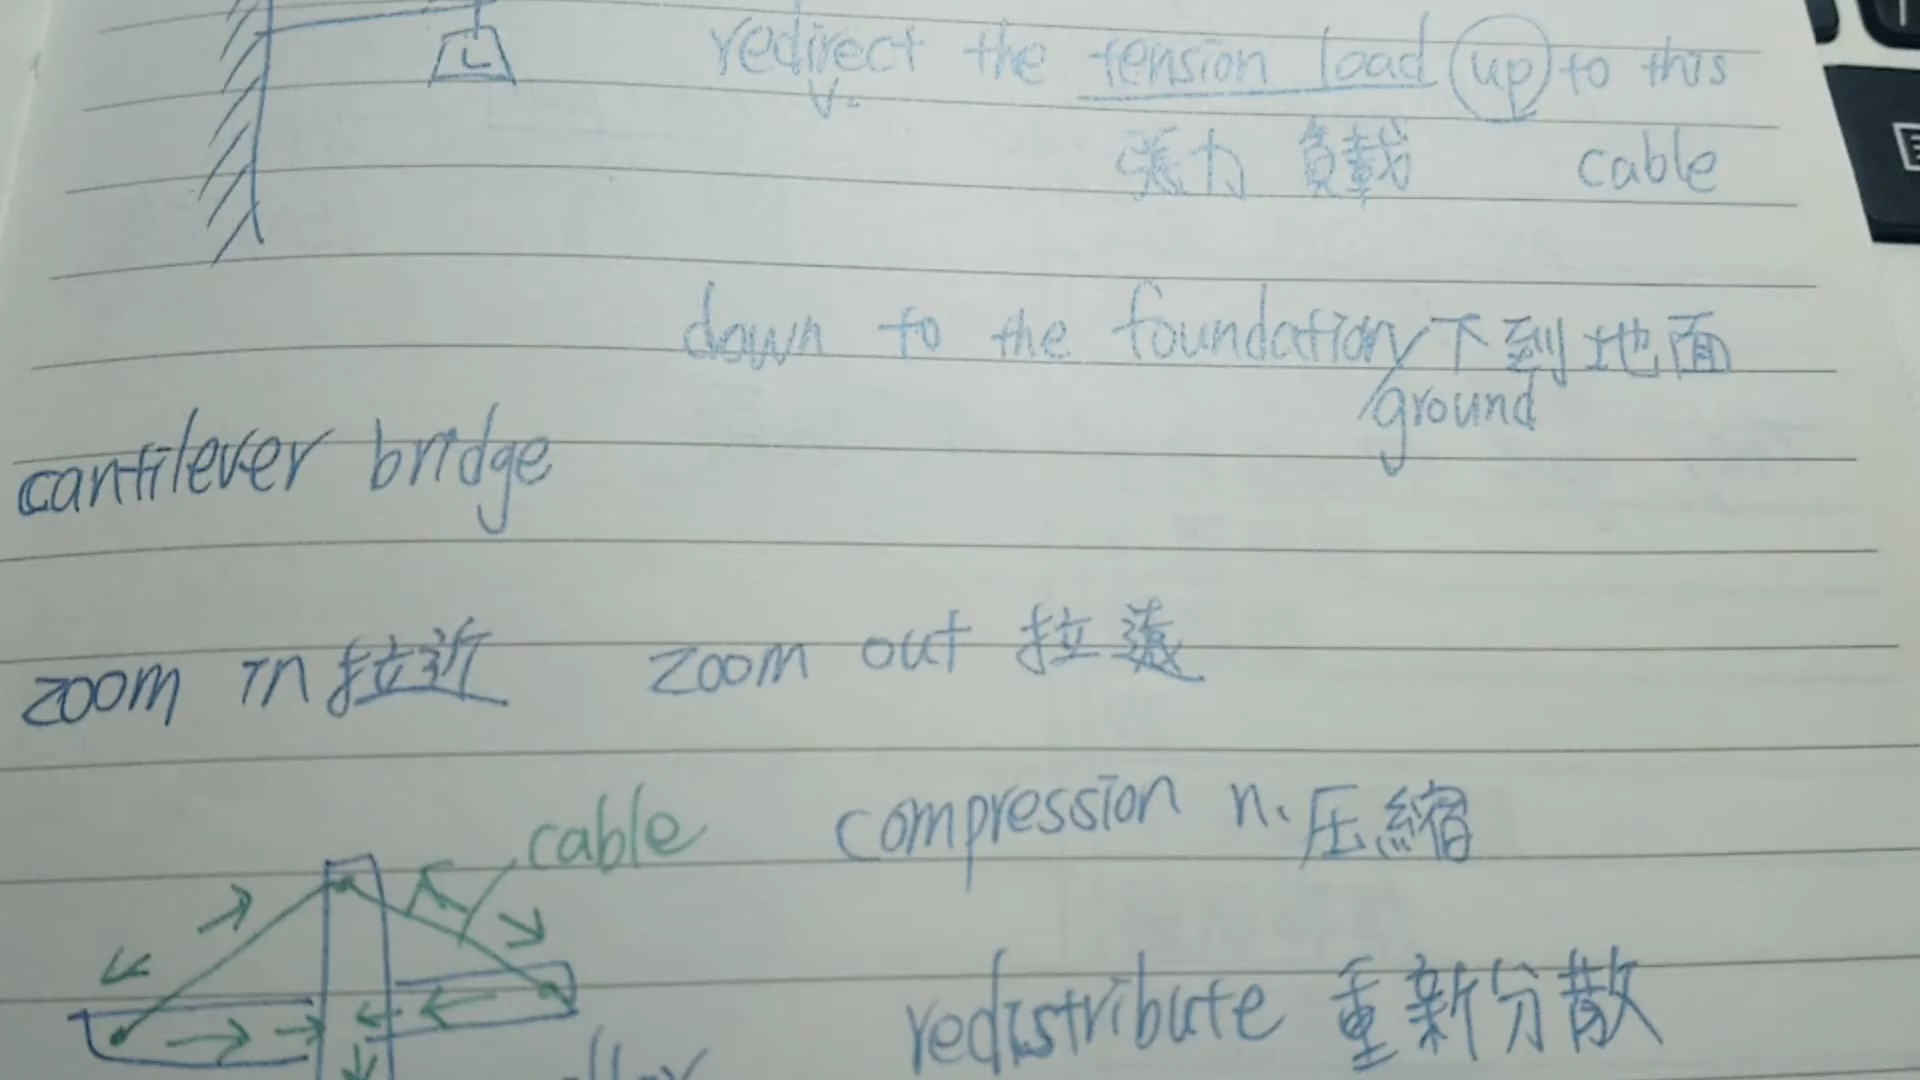 L
redirect the tension load up to this
v.
張力 負載 cable
down to the foundation/下到地面
ground
cantilever bridge
zoom in 拉近 zoom out 拉遠
cable compression n. 压縮
redistribute 重新分散